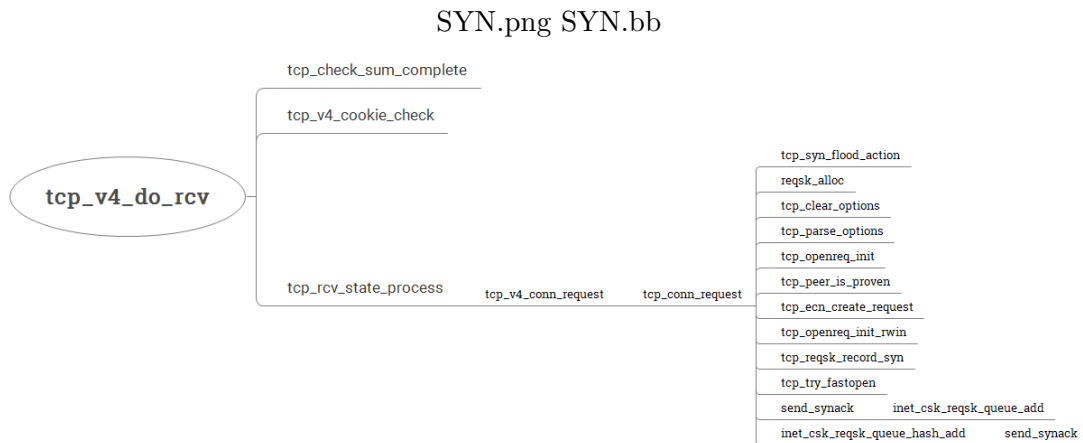 SYN.png SYN.bb
tcp_check_sum_complete
tcp_v4_cookie_check
tcp_v4_do_rcv
tcp_syn_flood_action
reqsk_alloc
tcp_clear_options
tcp_parse_options
tcp_openreq_init
tcp_peer_is_proven
tcp_rcv_state_process tcp_v4_conn_request tcp_conn_request
tcp_ecn_create_request
tcp_openreq_init_rwin
tcp_reqsk_record_syn
tcp_try_fastopen
send_synack inet_csk_reqsk_queue_add
inet_csk_reqsk_queue_hash_add send_synack